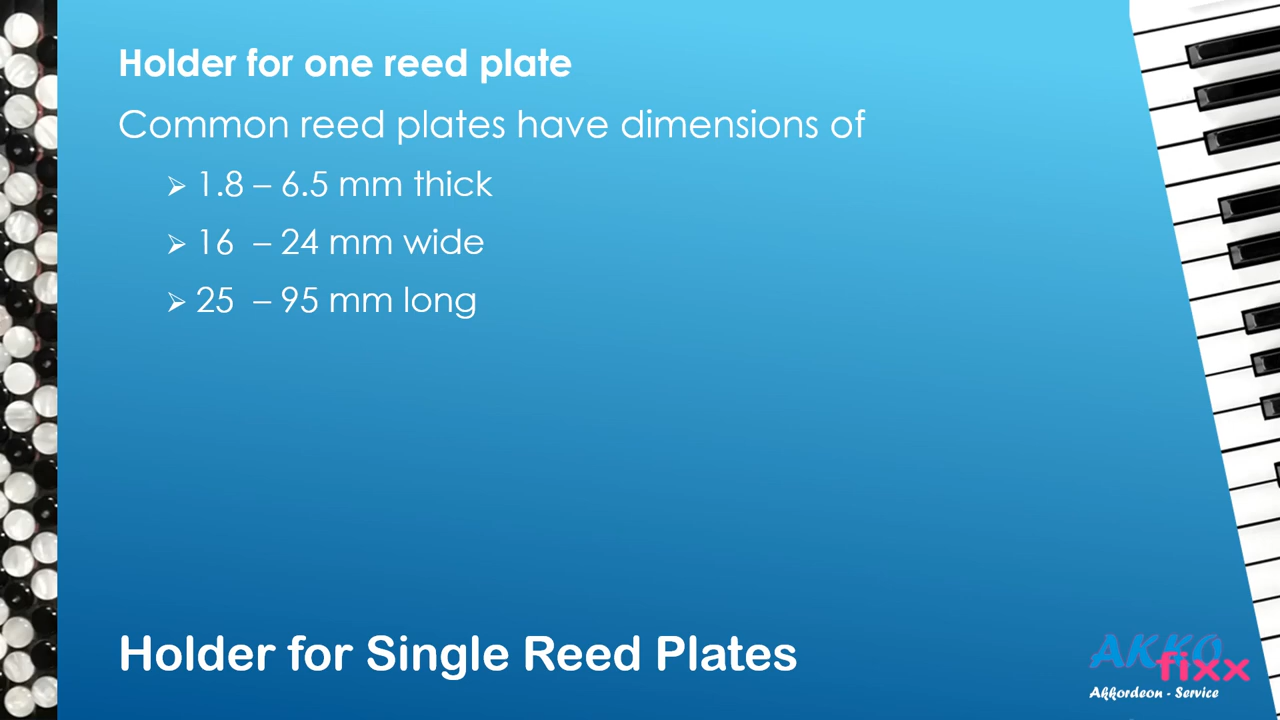 Holder for one reed plate
Common reed plates have dimensions of
➢ 1.8 – 6.5 mm thick
➢ 16 – 24 mm wide
➢ 25 – 95 mm long
Holder for Single Reed Plates
AKKO
fixx
Akkordeon - Service